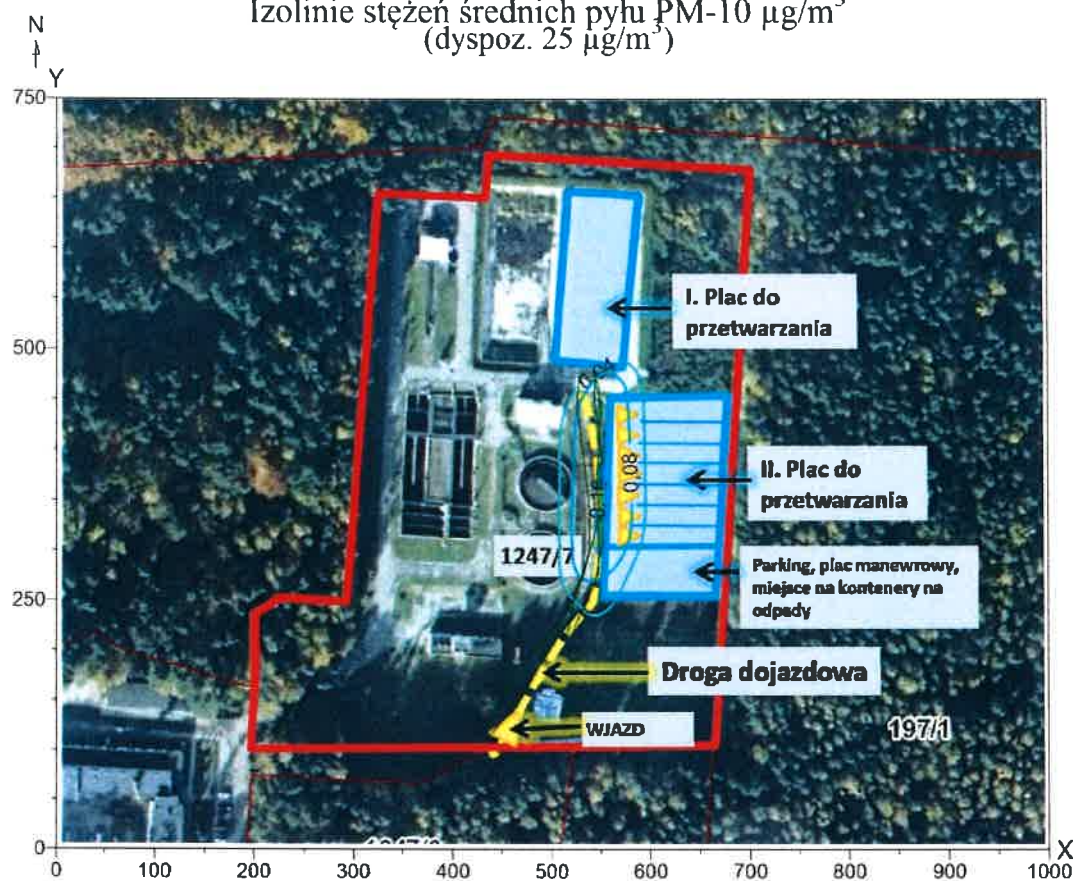 Izolinie stężeń średnich pyłu PM-10 µg/m³
(dyspoz. 25 µg/m³)
N
Y
750
I. Plac do
przetwarzania
500
0,08
II. Plac do
przetwarzania
1247/7
Parking, plac manewrowy,
miejsce na kontenery na
odpady
250
Droga dojazdowa
WJAZD
197/1
0
X
0 100 200 300 400 500 600 700 800 900 1000